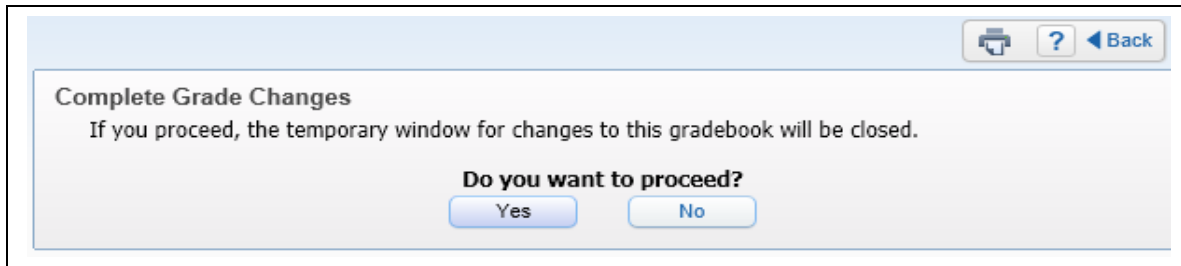 ? Back
Complete Grade Changes
If you proceed, the temporary window for changes to this gradebook will be closed.
Do you want to proceed?
Yes No